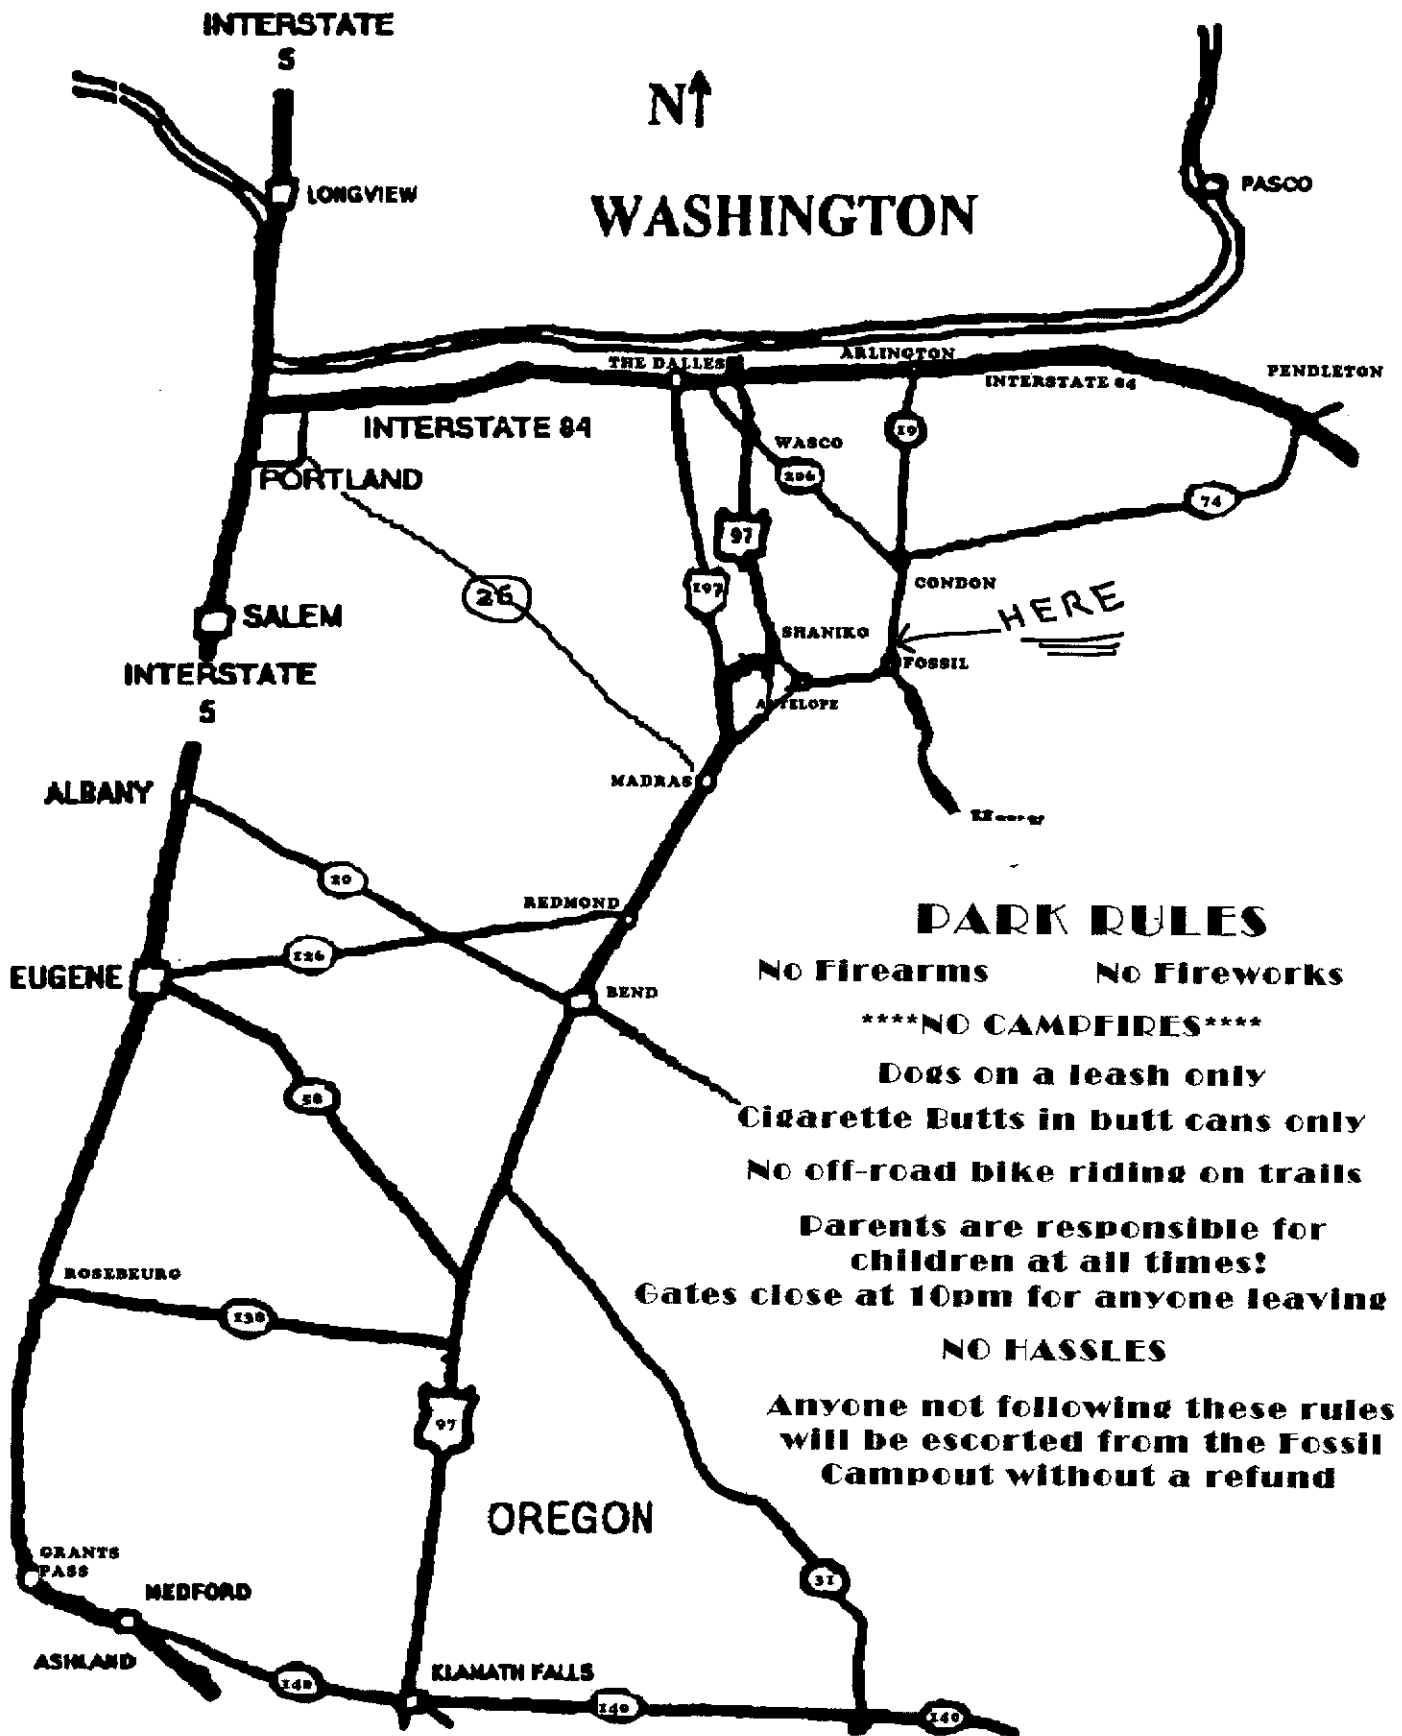 INTERSTATE
5
N
LONGVIEW
PASCO
WASHINGTON
THE DALLES
ARLINGTON
INTERSTATE 84
PENDLETON
INTERSTATE 84
19
WASCO
206
PORTLAND
74
97
26
197
CONDON
HERE
SALEM
SHANIKO
FOSSIL
INTERSTATE
5
ANTELOPE
MADRAS
ALBANY
20
REDMOND
PARK RULES
126
No Firearms No Fireworks
EUGENE
BEND
****NO CAMPFIRES****
Dogs on a leash only
58
Cigarette Butts in butt cans only
No off-road bike riding on trails
Parents are responsible for
children at all times!
ROSEBEURG
Gates close at 10pm for anyone leaving
138
NO HASSLES
97
Anyone not following these rules
will be escorted from the Fossil
Campout without a refund
OREGON
GRANTS
PASS
31
MEDFORD
ASHLAND
KLAMATH FALLS
140
140
140